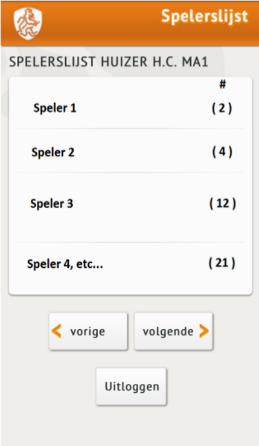 Spelerslijst
SPELERSLIJST HUIZER H.C. MA1
#
Speler 1 ( 2 )
Speler 2 ( 4 )
Speler 3 ( 12 )
Speler 4, etc... ( 21 )
vorige volgende
Uitloggen